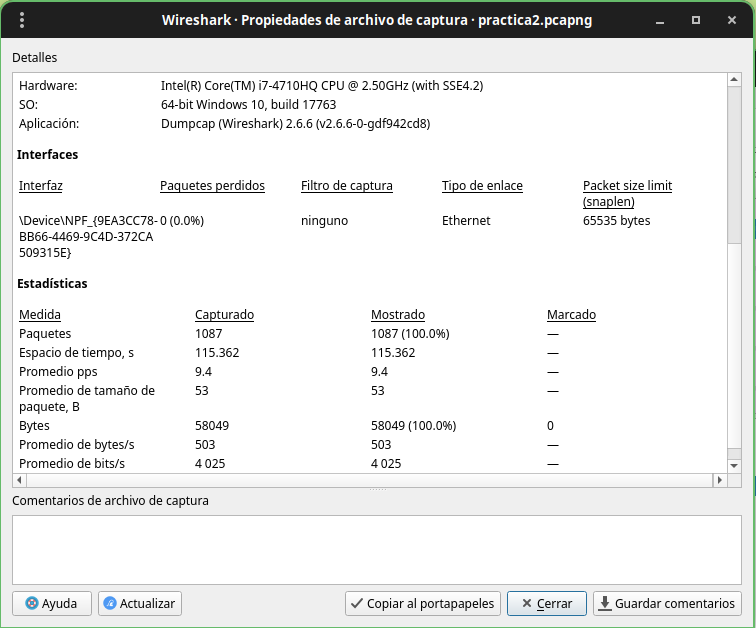 Wireshark · Propiedades de archivo de captura · practica2.pcapng
Detalles
Hardware: Intel(R) Core(TM) i7-4710HQ CPU @ 2.50GHz (with SSE4.2)
SO: 64-bit Windows 10, build 17763
Aplicación: Dumpcap (Wireshark) 2.6.6 (v2.6.6-0-gdf942cd8)
Interfaces
Interfaz Paquetes perdidos Filtro de captura Tipo de enlace Packet size limit
(snaplen)
\Device\NPF_{9EA3CC78- 0 (0.0%) ninguno Ethernet 65535 bytes
BB66-4469-9C4D-372CA
509315E}
Estadísticas
Medida Capturado Mostrado Marcado
Paquetes 1087 1087 (100.0%) —
Espacio de tiempo, s 115.362 115.362 —
Promedio pps 9.4 9.4 —
Promedio de tamaño de 53 53 —
paquete, B
Bytes 58049 58049 (100.0%) 0
Promedio de bytes/s 503 503 —
Promedio de bits/s 4 025 4 025 —
Comentarios de archivo de captura
Ayuda Actualizar Copiar al portapapeles Cerrar Guardar comentarios